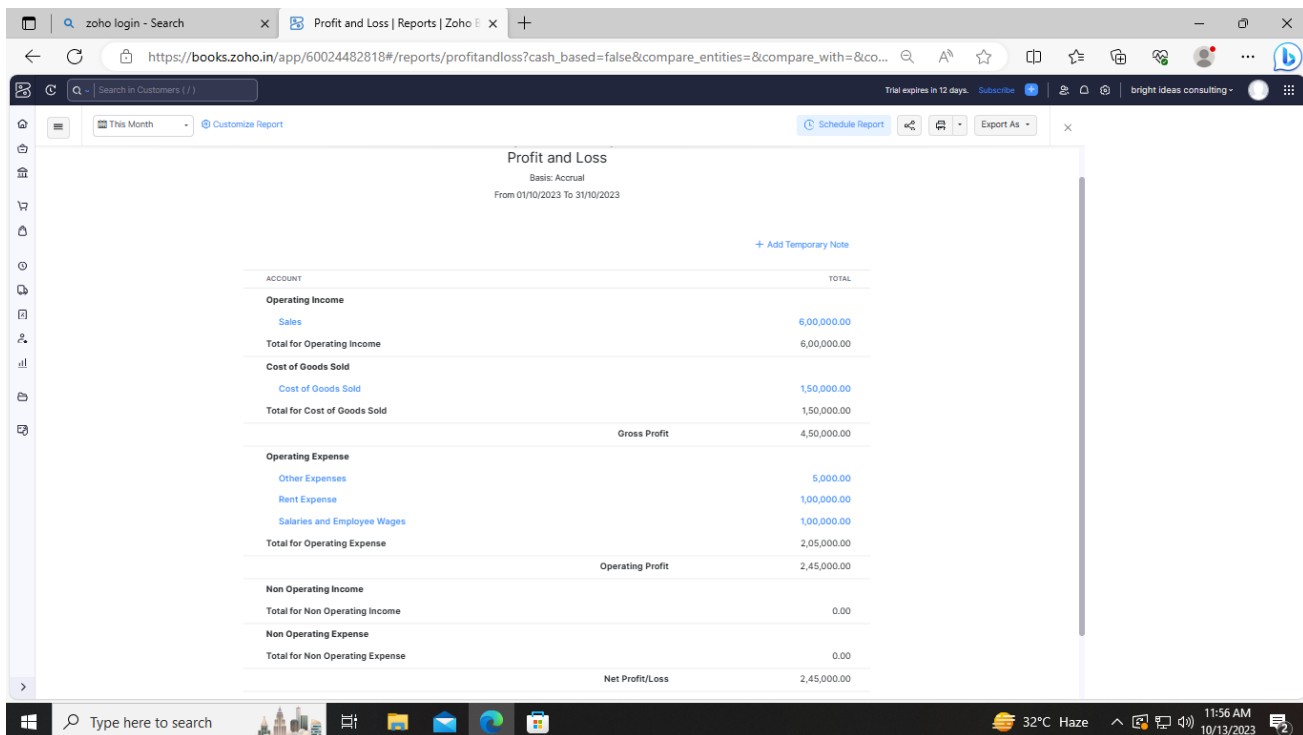 zoho login - Search
Profit and Loss | Reports | Zoho B
https://books.zoho.in/app/60024482818#/reports/profitandloss?cash_based=false&compare_entities=&compare_with=&co...
Search in Customers ( / )
Trial expires in 12 days. Subscribe
bright ideas consulting
This Month
Customize Report
Schedule Report
Export As
Profit and Loss
Basis: Accrual
From 01/10/2023 To 31/10/2023
+ Add Temporary Note
ACCOUNT TOTAL
Operating Income
Sales 6,00,000.00
Total for Operating Income 6,00,000.00
Cost of Goods Sold
Cost of Goods Sold 1,50,000.00
Total for Cost of Goods Sold 1,50,000.00
Gross Profit 4,50,000.00
Operating Expense
Other Expenses 5,000.00
Rent Expense 1,00,000.00
Salaries and Employee Wages 1,00,000.00
Total for Operating Expense 2,05,000.00
Operating Profit 2,45,000.00
Non Operating Income
Total for Non Operating Income 0.00
Non Operating Expense
Total for Non Operating Expense 0.00
Net Profit/Loss 2,45,000.00
Type here to search
32°C Haze
11:56 AM
10/13/2023
2